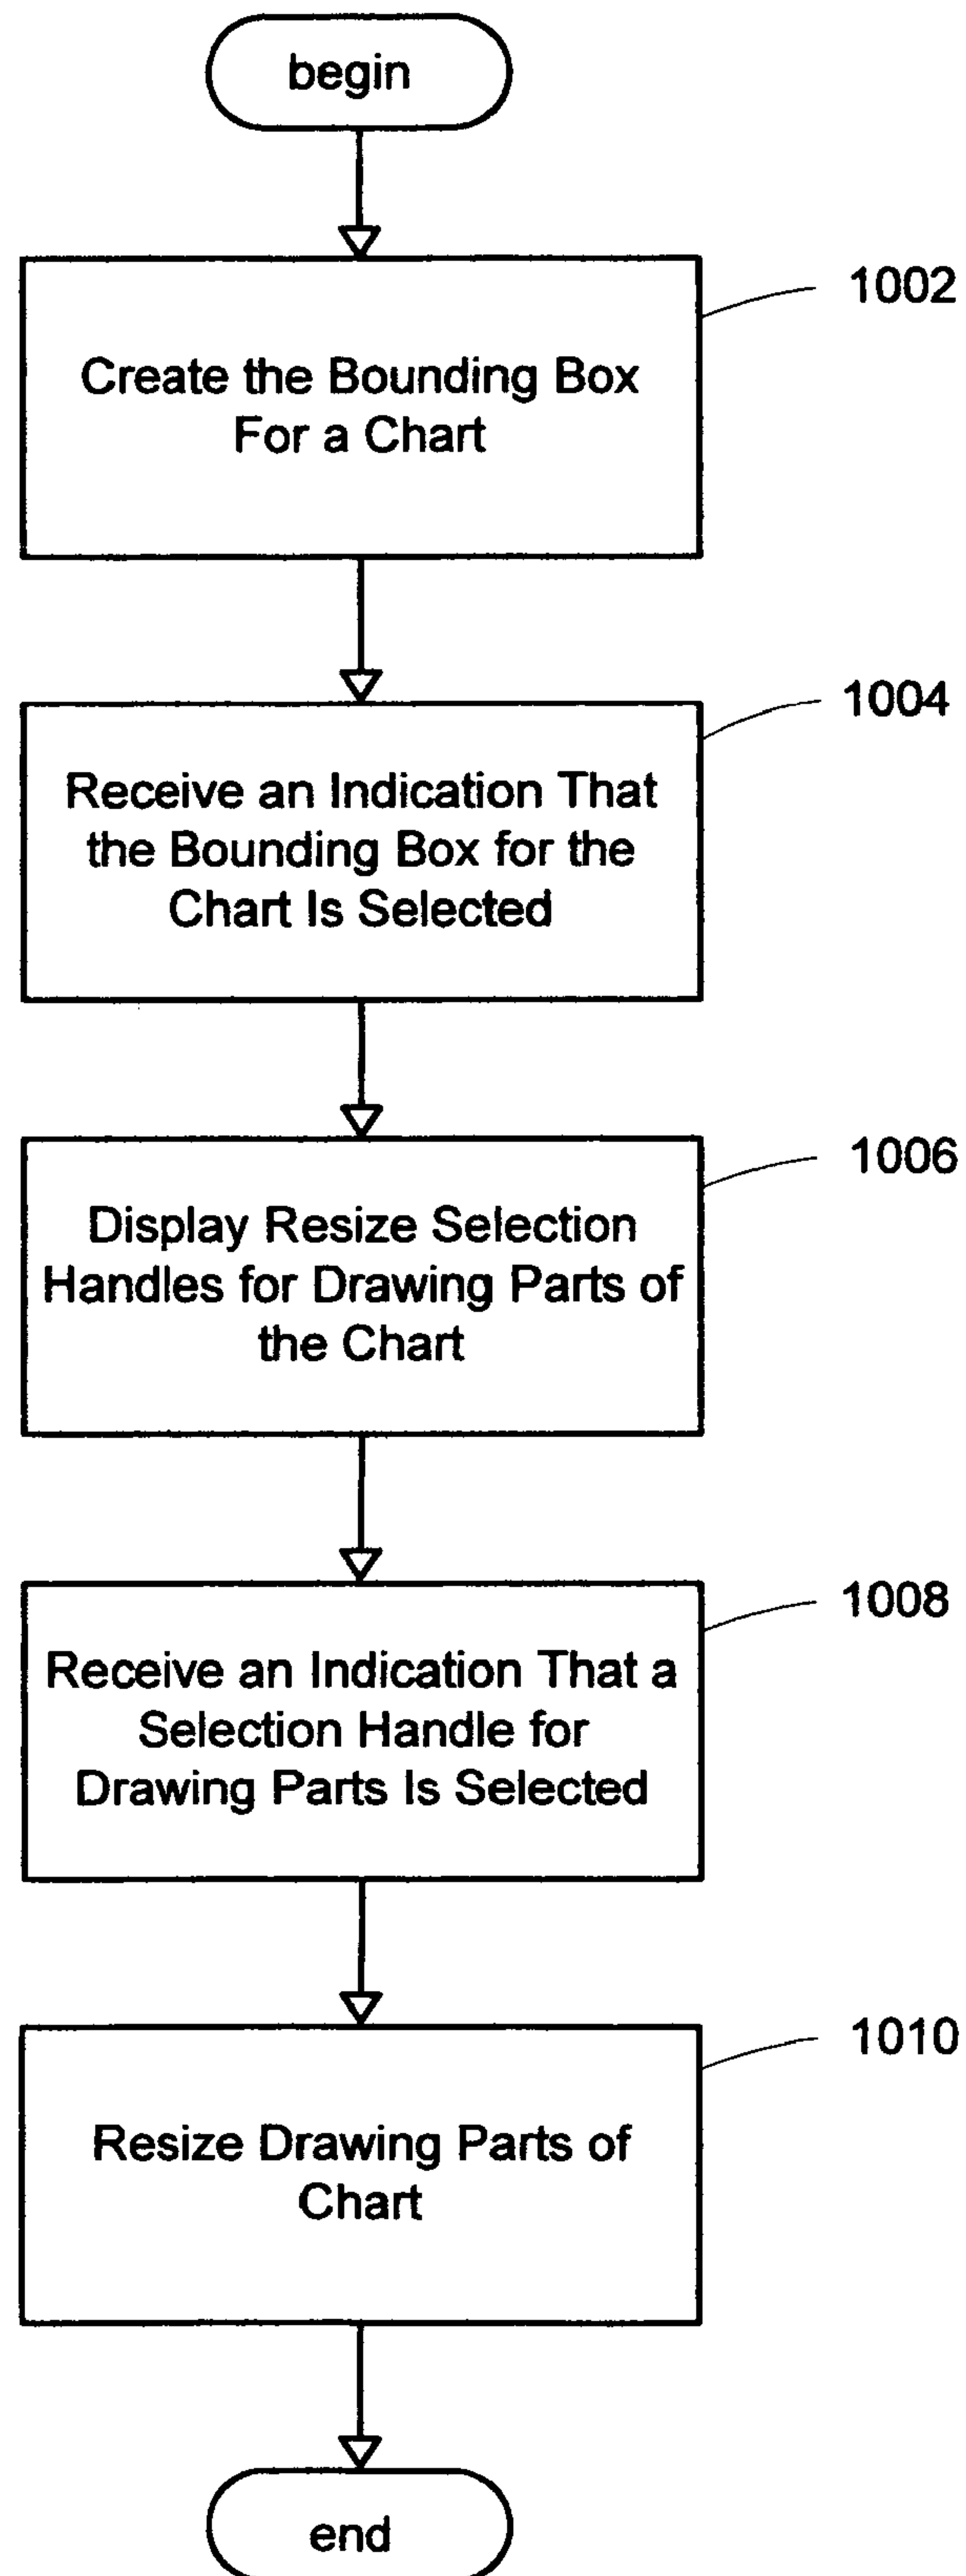 begin
1002
Create the Bounding Box
For a Chart
1004
Receive an Indication That
the Bounding Box for the
Chart Is Selected
1006
Display Resize Selection
Handles for Drawing Parts of
the Chart
1008
Receive an Indication That a
Selection Handle for
Drawing Parts Is Selected
1010
Resize Drawing Parts of
Chart
end